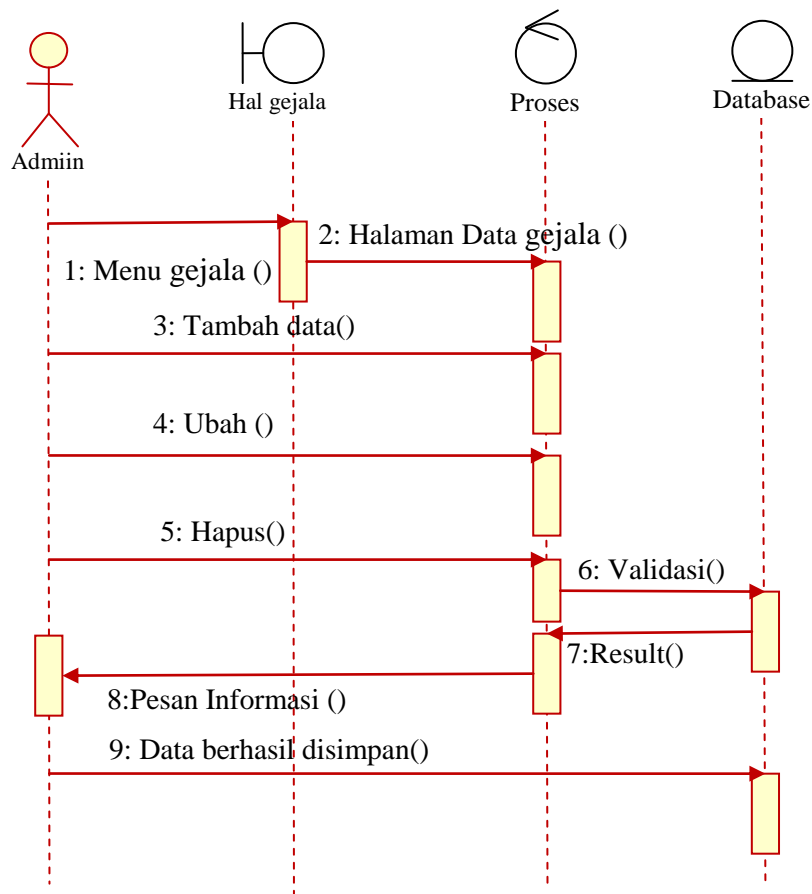 Hal gejala
Proses
Database
Admiin
2: Halaman Data gejala ()
1: Menu gejala ()
3: Tambah data()
4: Ubah ()
5: Hapus()
6: Validasi()
7:Result()
8:Pesan Informasi ()
9: Data berhasil disimpan()